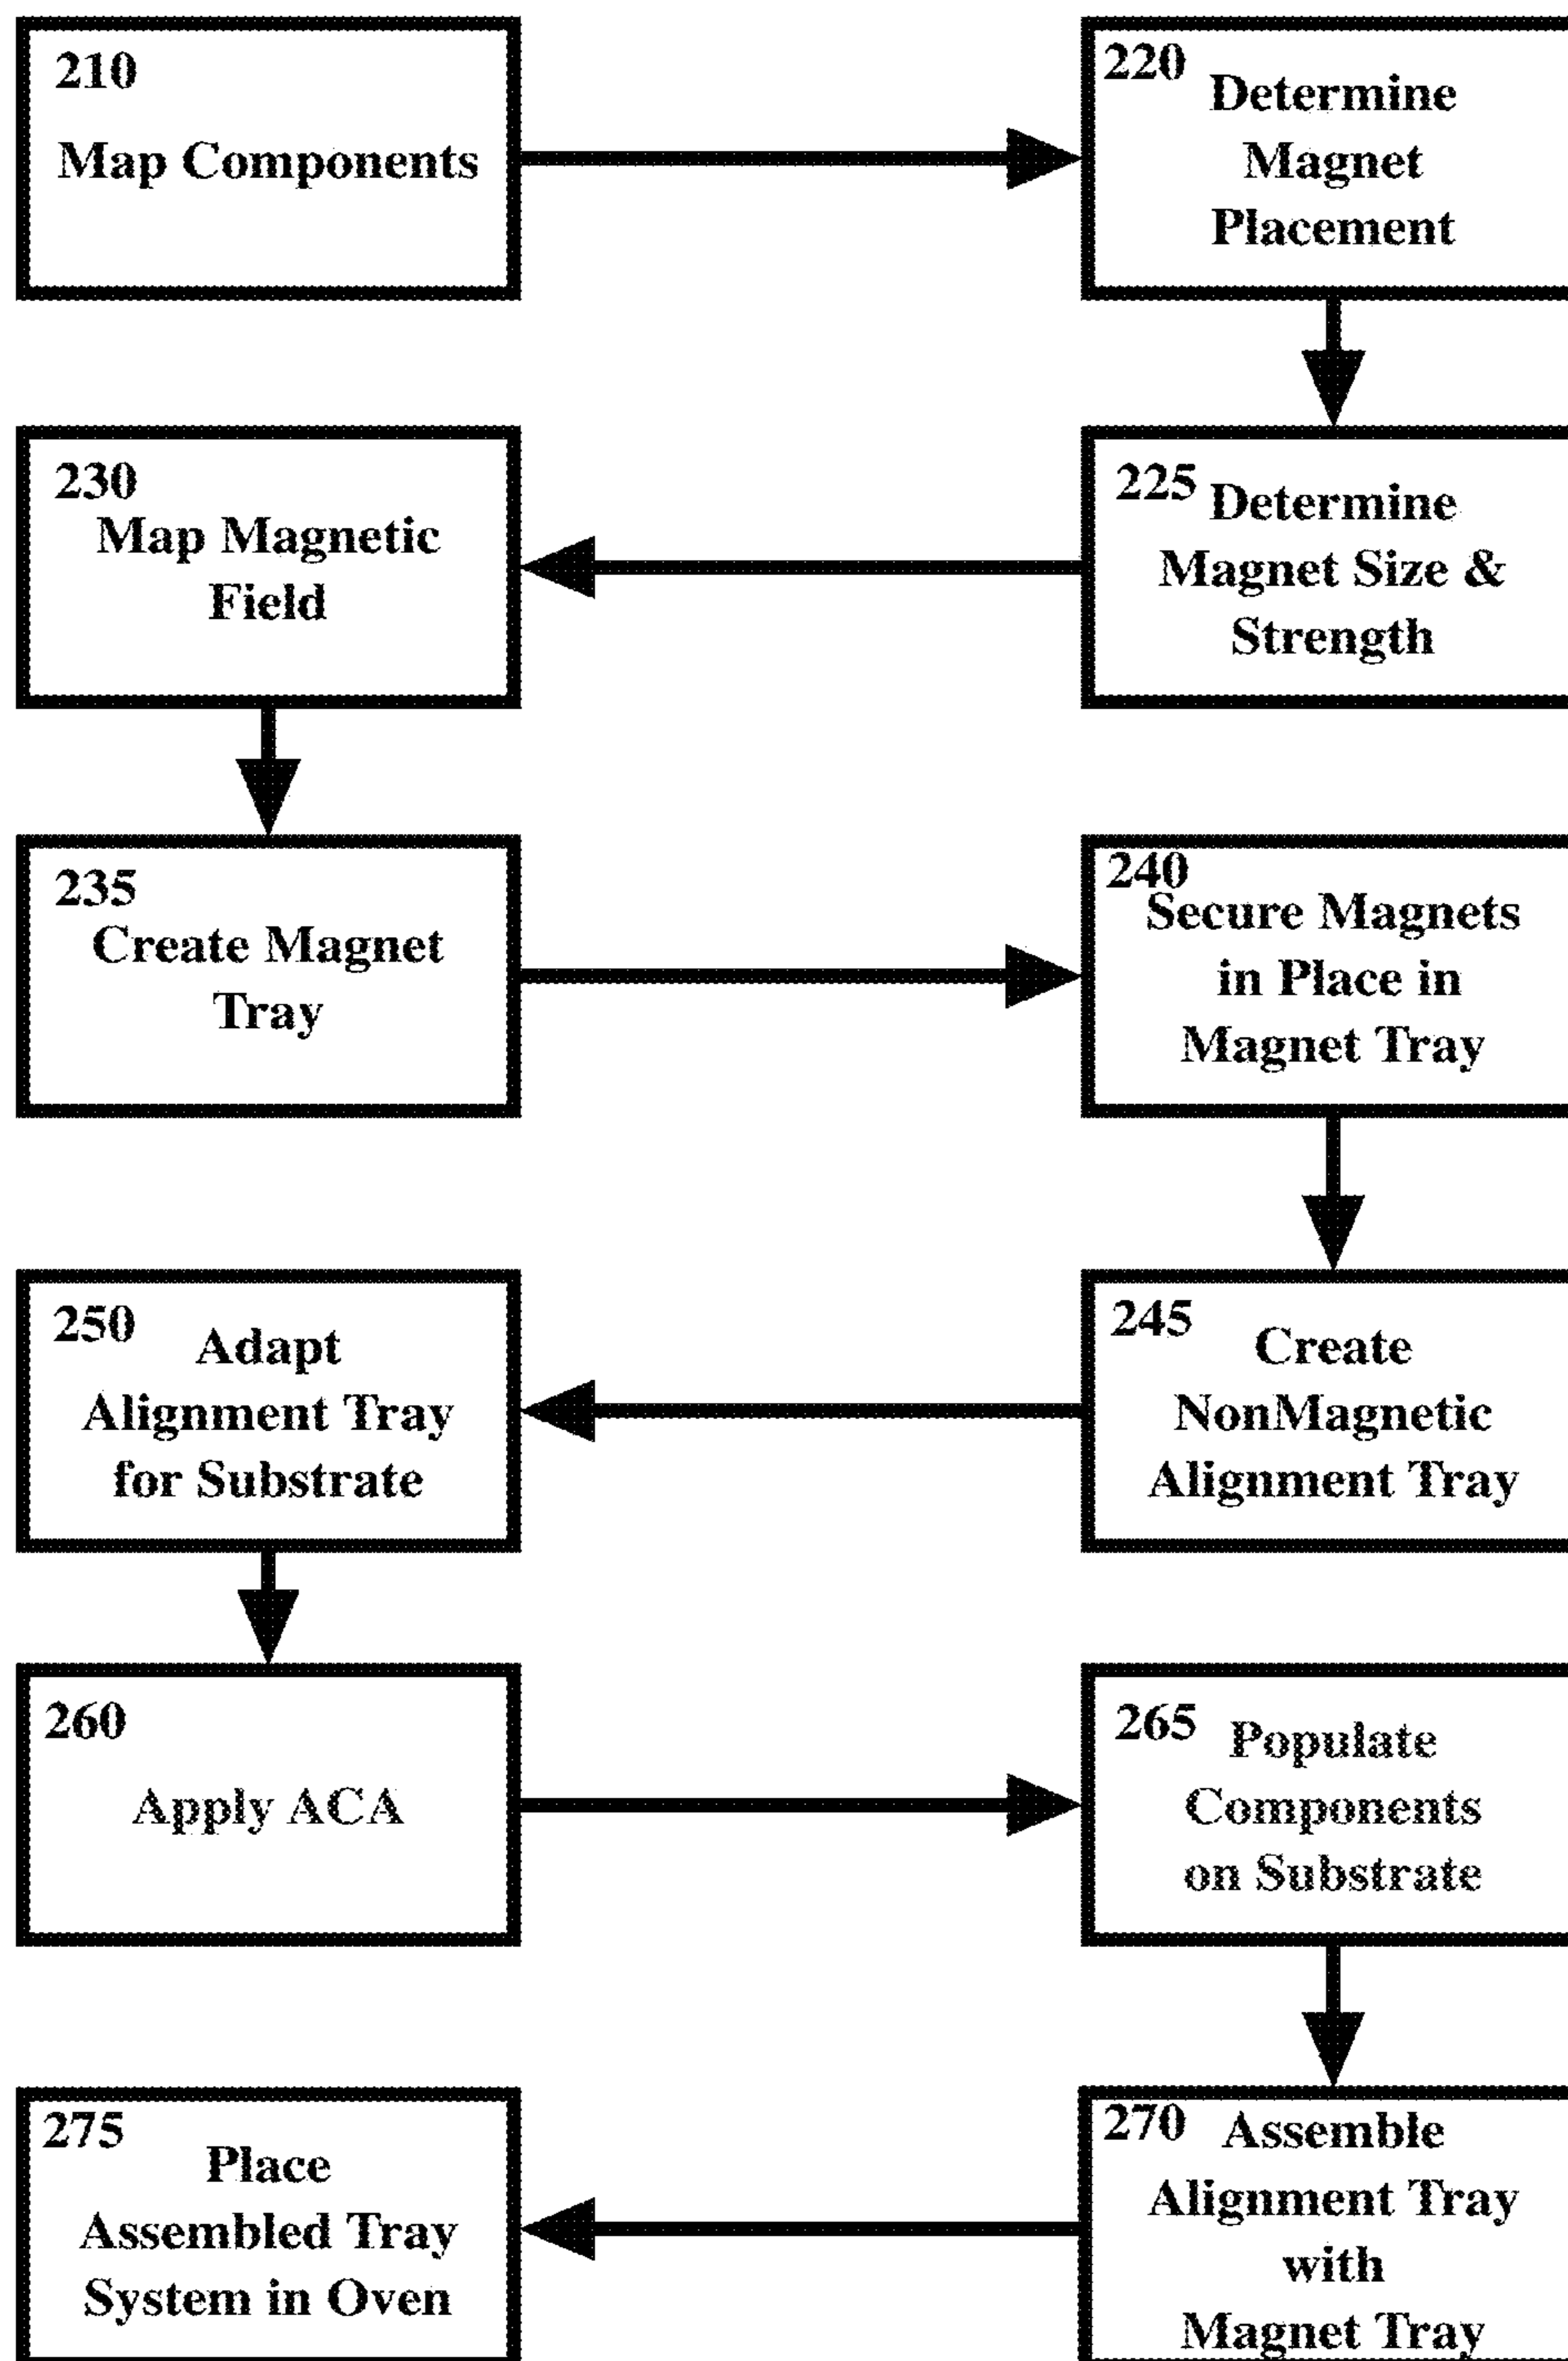 210
Map Components
220
Determine
Magnet
Placement
225
Determine
Magnet Size &
Strength
230
Map Magnetic
Field
235
Create Magnet
Tray
240
Secure Magnets
in Place in
Magnet Tray
245
Create
NonMagnetic
Alignment Tray
250
Adapt
Alignment Tray
for Substrate
260
Apply ACA
265
Populate
Components
on Substrate
270
Assemble
Alignment Tray
with
Magnet Tray
275
Place
Assembled Tray
System in Oven